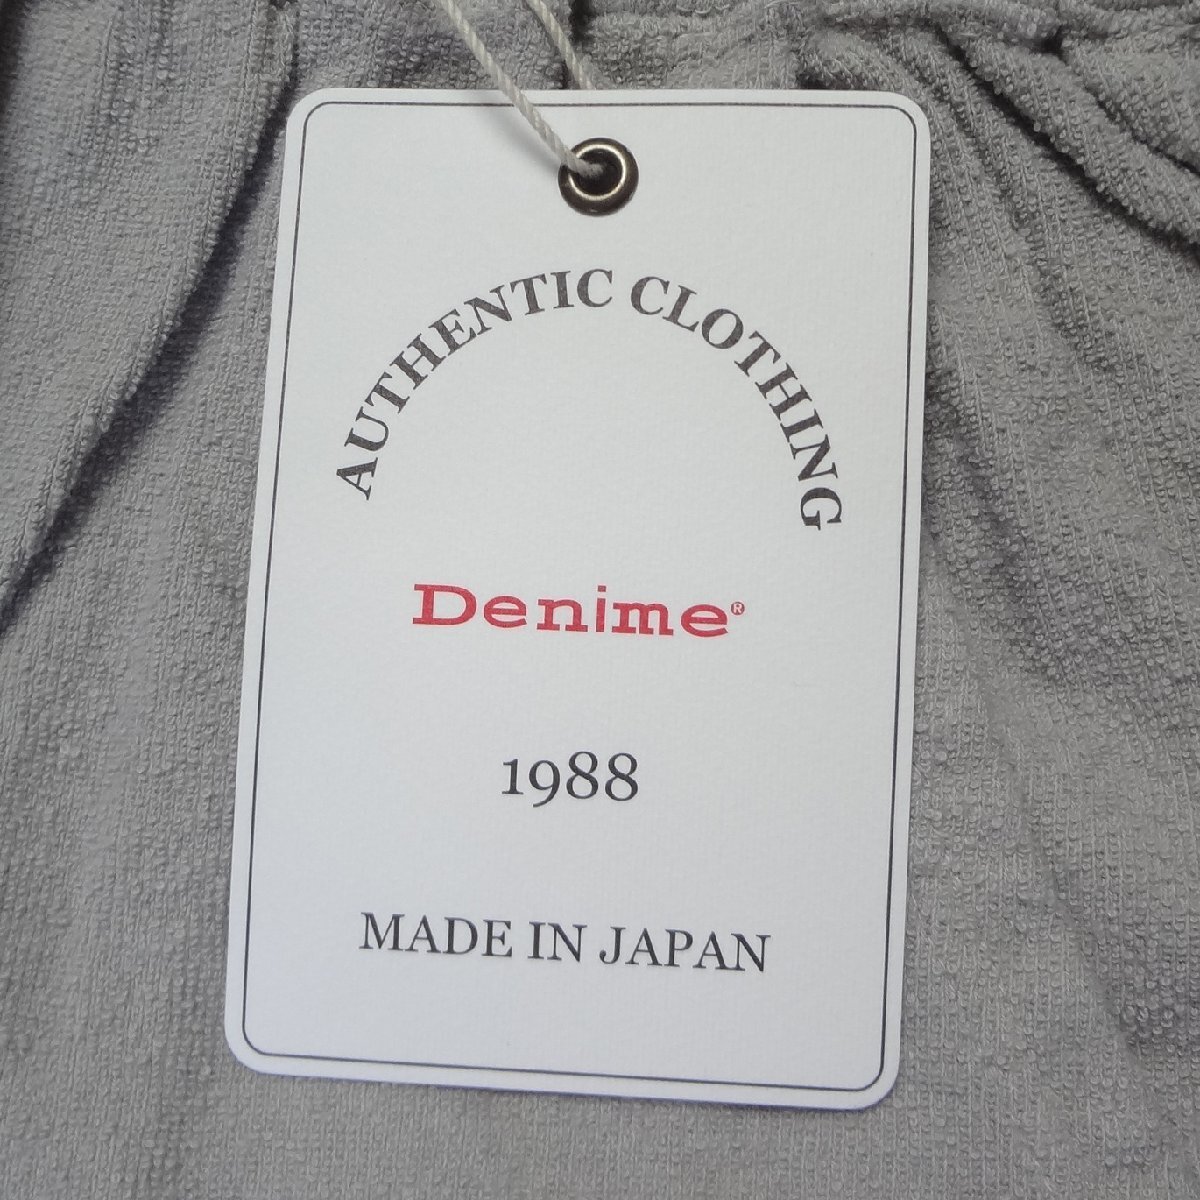 AUTHENTIC CLOTHING
Denime®
1988
MADE IN JAPAN